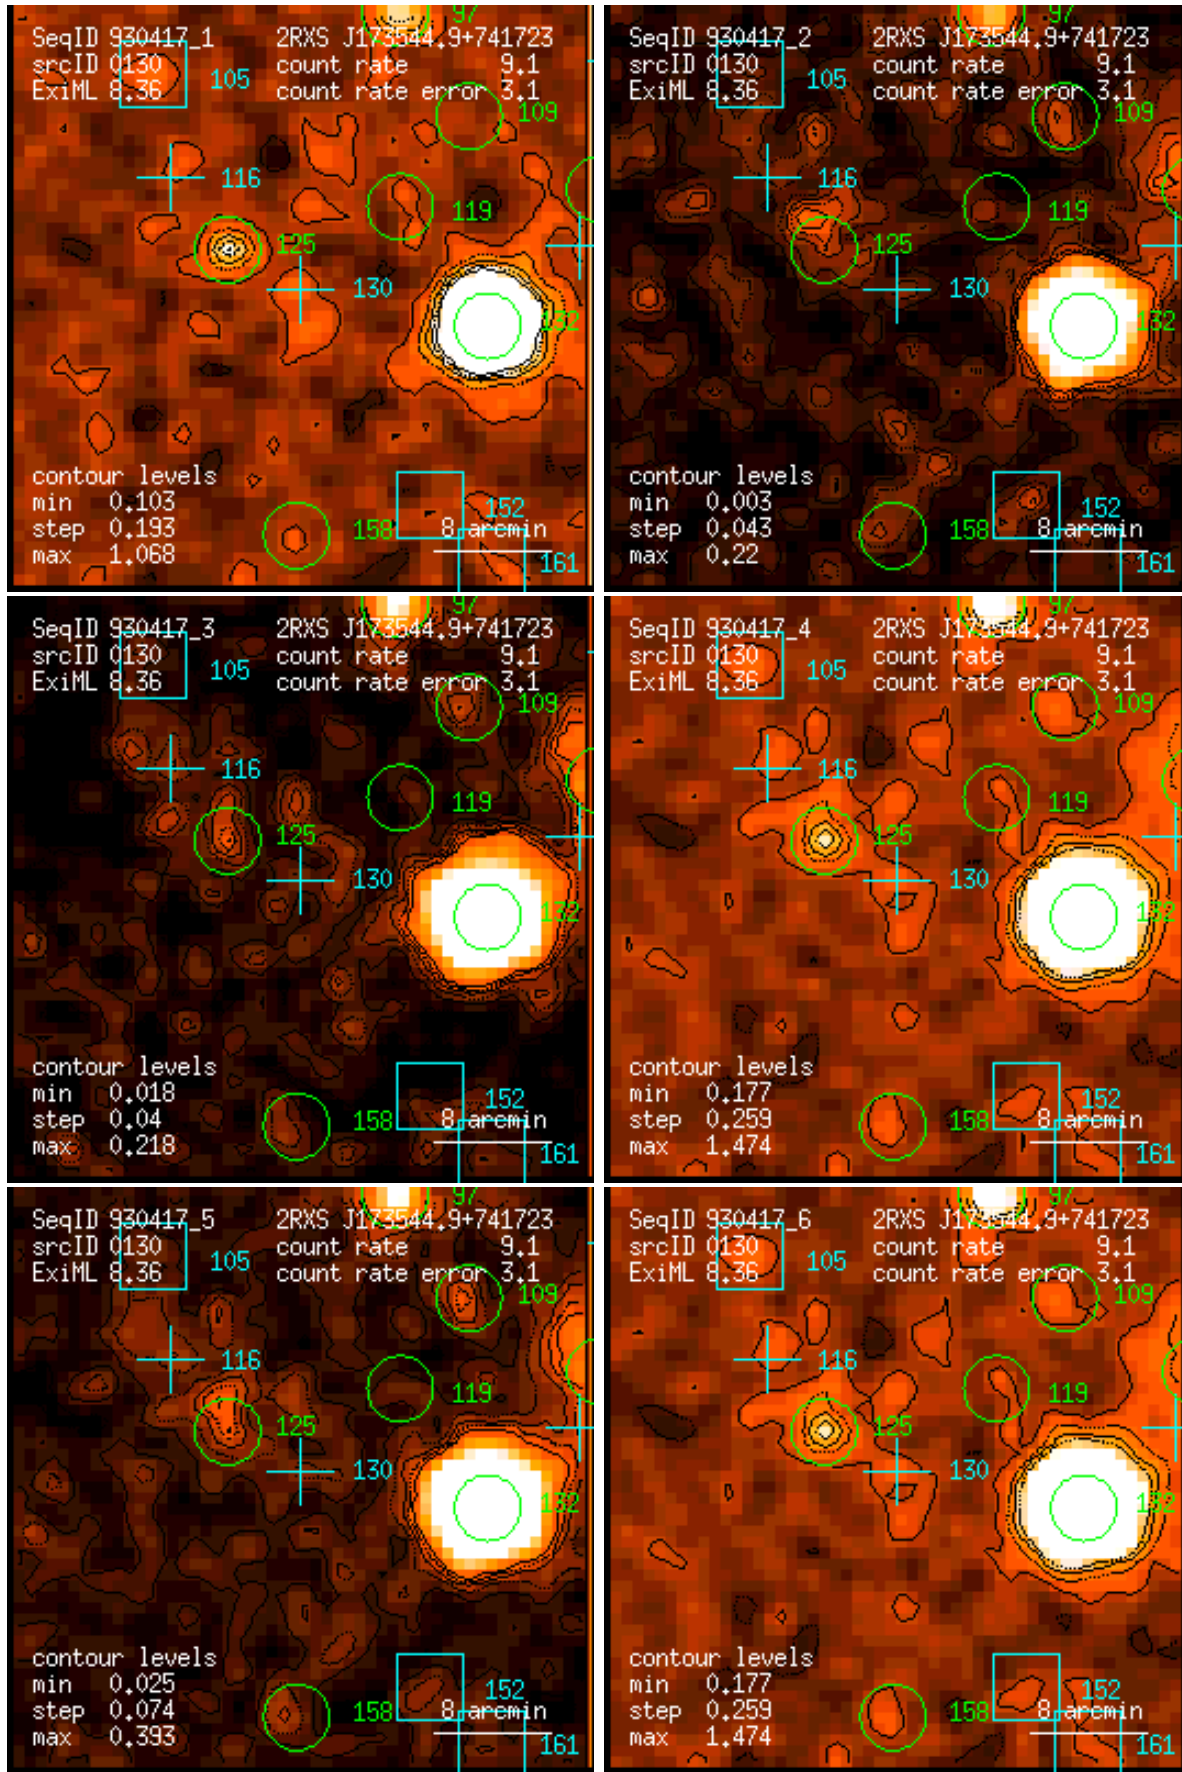 97
SeqID 930417_1 2RXS J173544.9+741723
srcID 0130 count rate 9.1
ExiML 8.36 count rate error 3.1
105
109
116
119
125
130
132
contour levels
min 0.103
step 0.193
max 1.068
152
158
8 arcmin
161
97
SeqID 930417_2 2RXS J173544.9+741723
srcID 0130 count rate 9.1
ExiML 8.36 count rate error 3.1
105
109
116
119
125
130
132
contour levels
min 0.003
step 0.043
max 0.22
152
158
8 arcmin
161
97
SeqID 930417_3 2RXS J173544.9+741723
srcID 0130 count rate 9.1
ExiML 8.36 count rate error 3.1
105
109
116
119
125
130
132
contour levels
min 0.018
step 0.04
max 0.218
152
158
8 arcmin
161
97
SeqID 930417_4 2RXS J173544.9+741723
srcID 0130 count rate 9.1
ExiML 8.36 count rate error 3.1
105
109
116
119
125
130
132
contour levels
min 0.177
step 0.259
max 1.474
152
158
8 arcmin
161
97
SeqID 930417_5 2RXS J173544.9+741723
srcID 0130 count rate 9.1
ExiML 8.36 count rate error 3.1
105
109
116
119
125
130
132
contour levels
min 0.025
step 0.074
max 0.393
152
158
8 arcmin
161
97
SeqID 930417_6 2RXS J173544.9+741723
srcID 0130 count rate 9.1
ExiML 8.36 count rate error 3.1
105
109
116
119
125
130
132
contour levels
min 0.177
step 0.259
max 1.474
152
158
8 arcmin
161